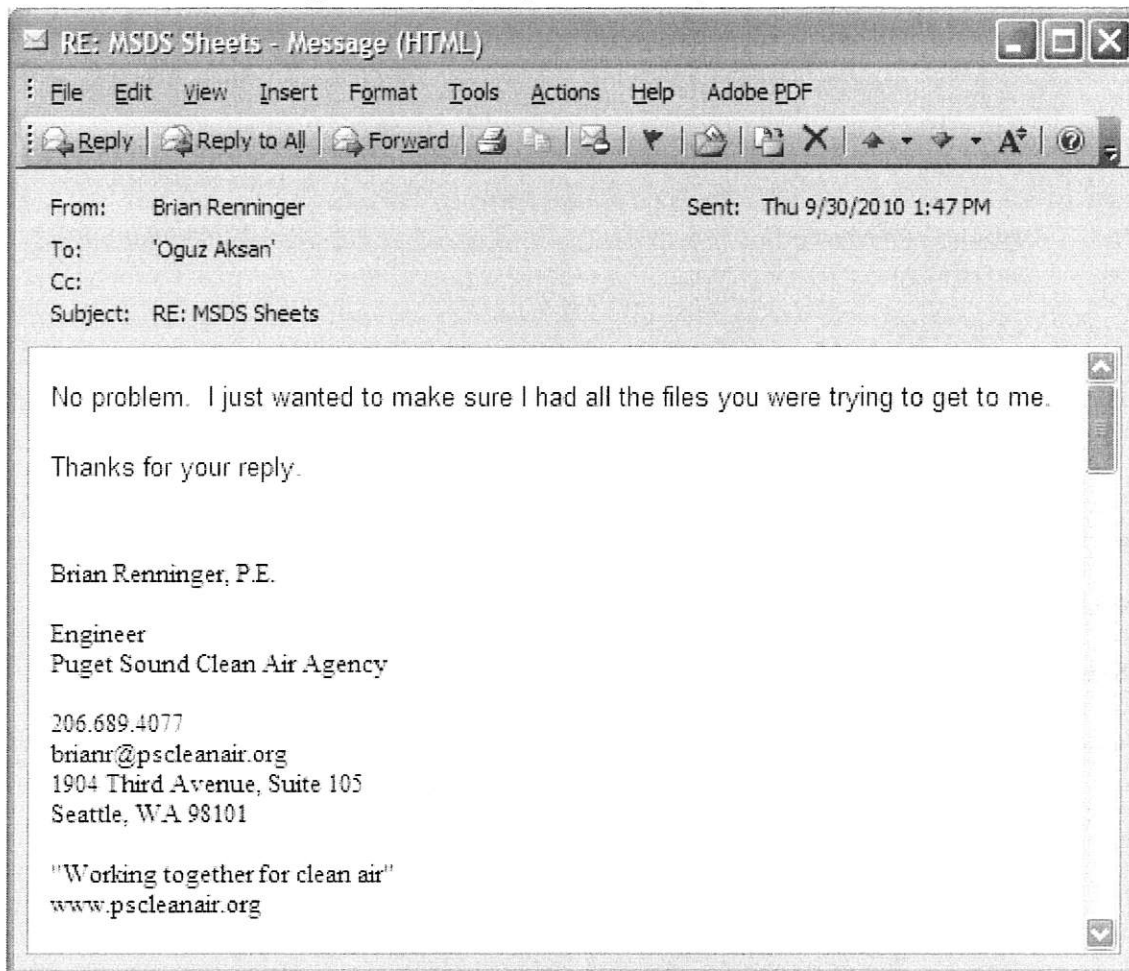 RE: MSDS Sheets - Message (HTML)
File Edit View Insert Format Tools Actions Help Adobe PDF
Reply Reply to All Forward
From: Brian Renninger Sent: Thu 9/30/2010 1:47 PM
To: 'Oguz Aksan'
Cc:
Subject: RE: MSDS Sheets
No problem. I just wanted to make sure I had all the files you were trying to get to me.
Thanks for your reply.
Brian Renninger, P.E.
Engineer
Puget Sound Clean Air Agency
206.689.4077
brianr@pscleanair.org
1904 Third Avenue, Suite 105
Seattle, WA 98101
"Working together for clean air"
www.pscleanair.org